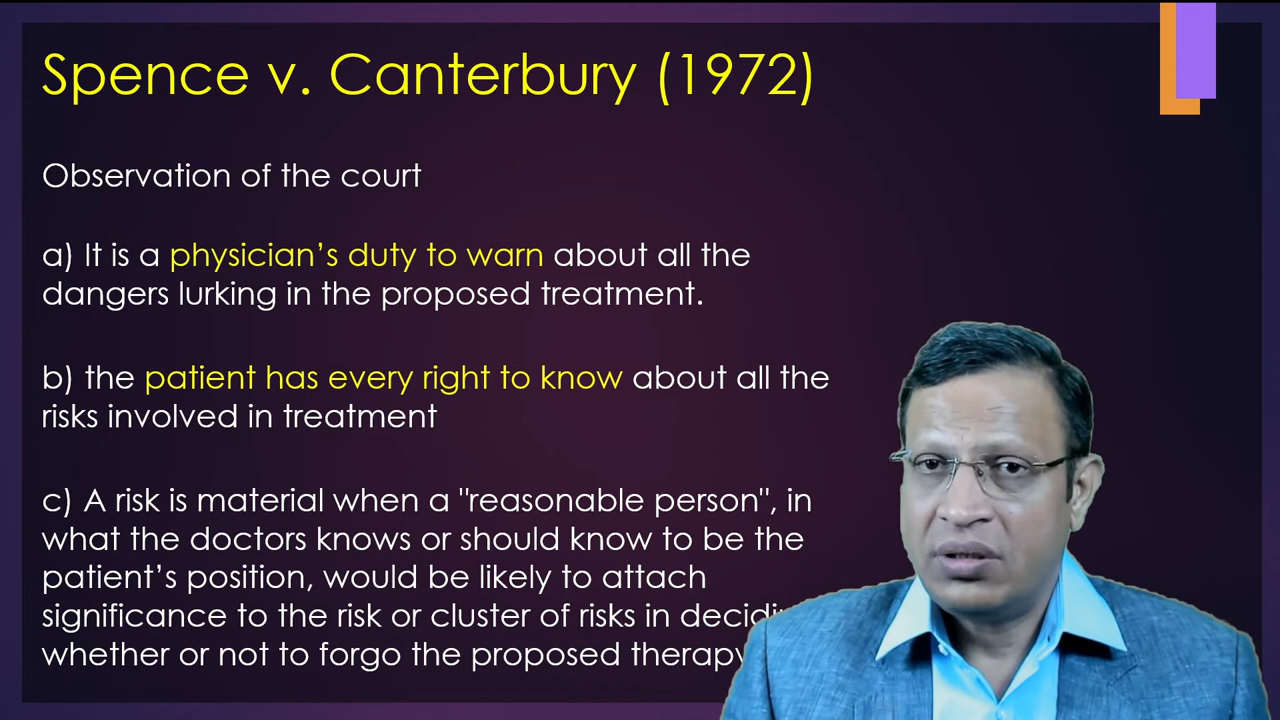 Spence v. Canterbury (1972)
Observation of the court
a) It is a physician's duty to warn about all the
dangers lurking in the proposed treatment.
b) the patient has every right to know about all the
risks involved in treatment
c) A risk is material when a "reasonable person", in
what the doctors knows or should know to be the
patient's position, would be likely to attach
significance to the risk or cluster of risks in
whether or not to forgo the proposed therapy